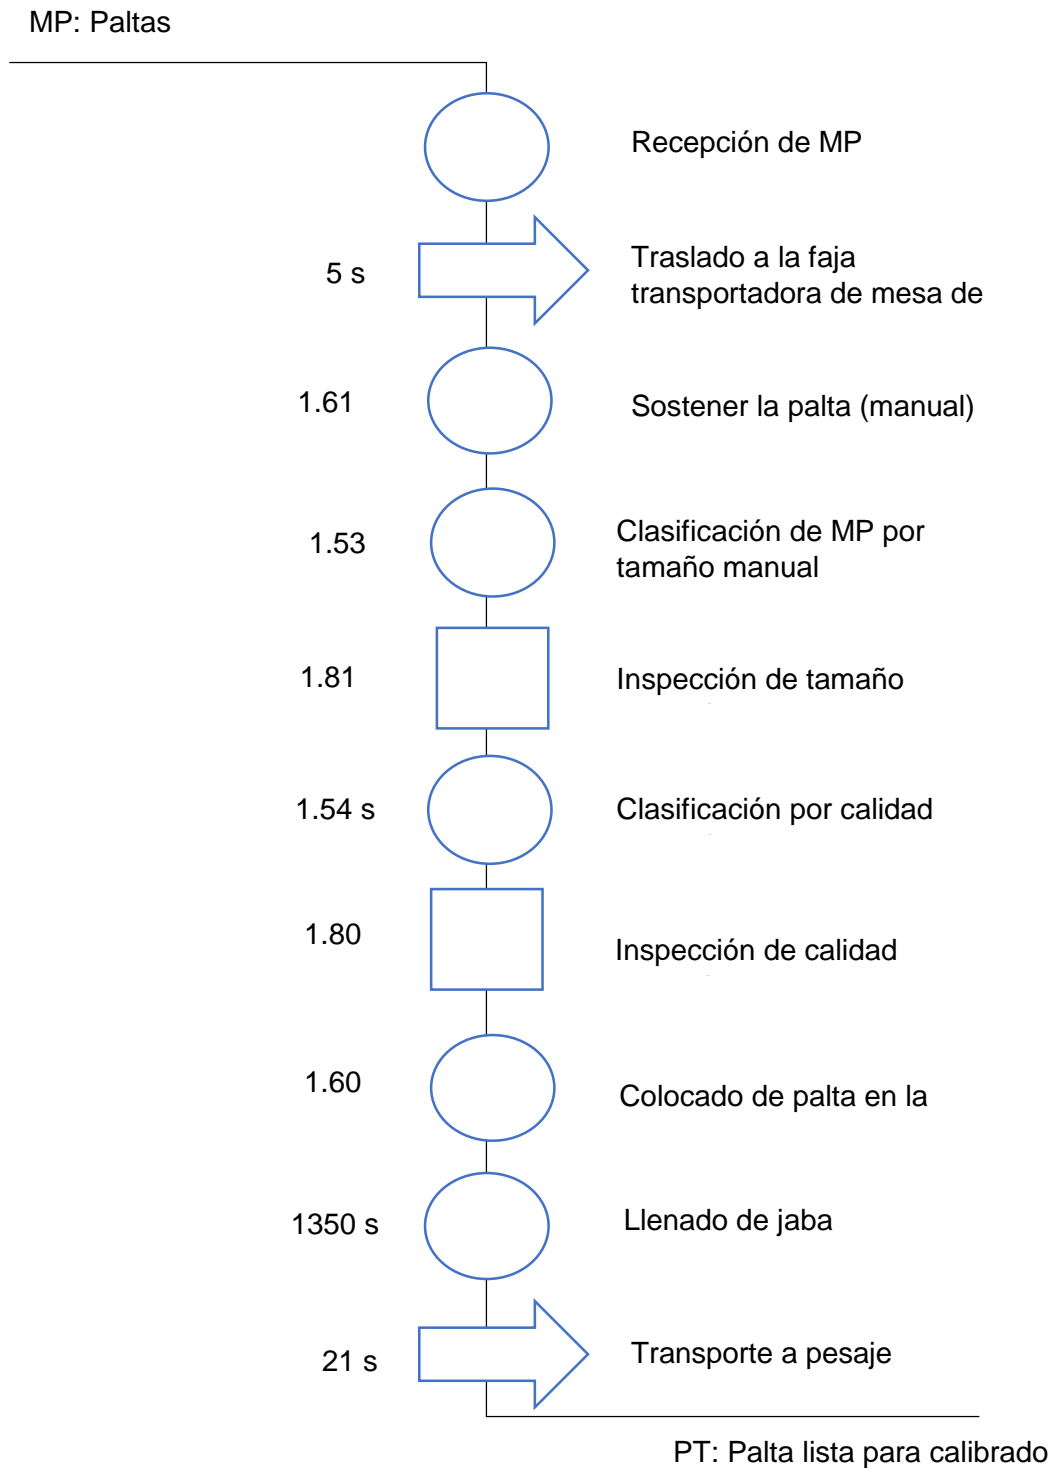 MP: Paltas
Recepción de MP
5 s
Traslado a la faja
transportadora de mesa de
1.61
Sostener la palta (manual)
1.53
Clasificación de MP por
tamaño manual
1.81
Inspección de tamaño
1.54 s
Clasificación por calidad
1.80
Inspección de calidad
1.60
Colocado de palta en la
1350 s
Llenado de jaba
21 s
Transporte a pesaje
PT: Palta lista para calibrado